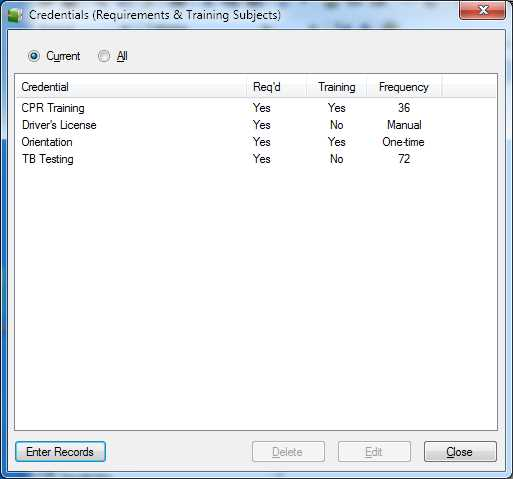 Credentials (Requirements & Training Subjects)
Current All
Credential Req'd Training Frequency
CPR Training Yes Yes 36
Driver's License Yes No Manual
Orientation Yes Yes One-time
TB Testing Yes No 72
Enter Records Delete Edit Close